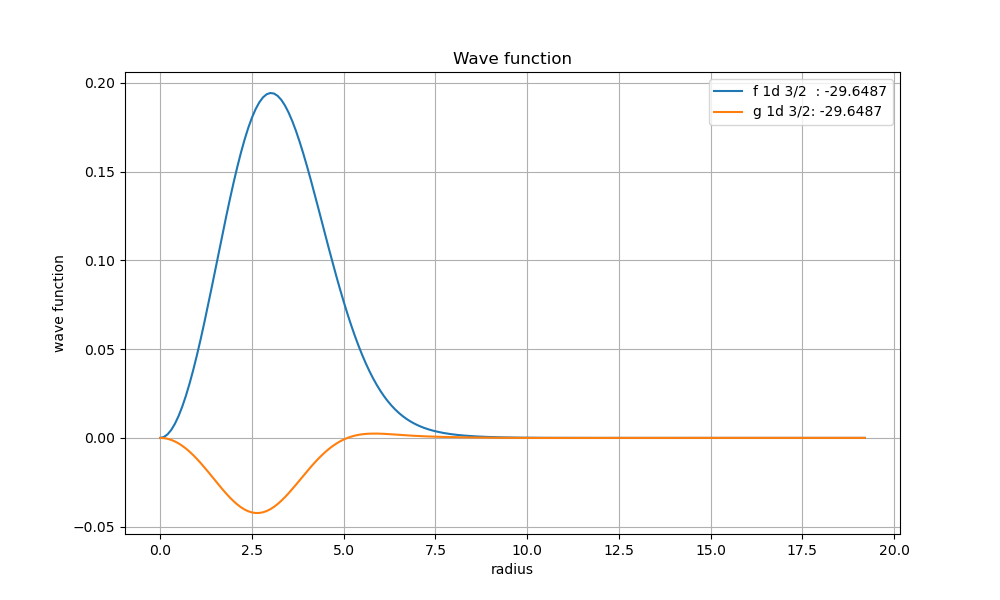 Wave function
f 1d 3/2  : -29.6487
g 1d 3/2: -29.6487
0.20
0.15
0.10
0.05
0.00
−0.05
wave function
0.0 2.5 5.0 7.5 10.0 12.5 15.0 17.5 20.0
radius